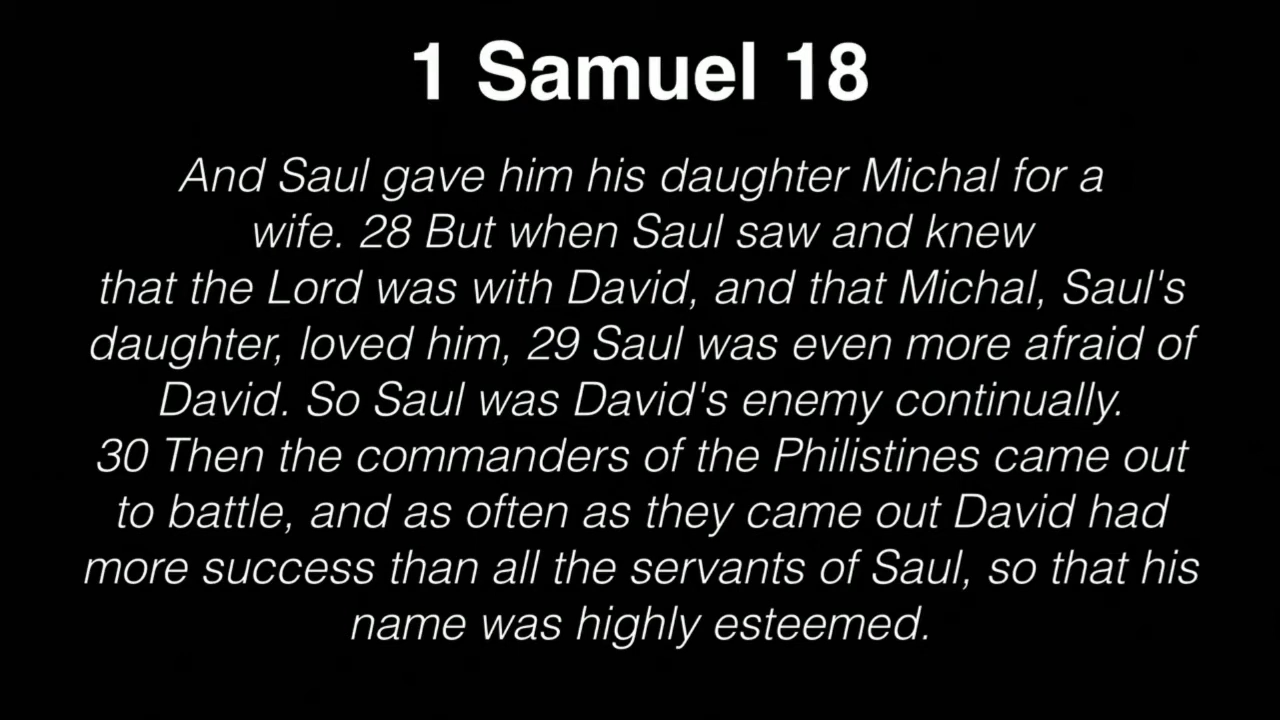 1 Samuel 18
And Saul gave him his daughter Michal for a
wife. 28 But when Saul saw and knew
that the Lord was with David, and that Michal, Saul's
daughter, loved him, 29 Saul was even more afraid of
David. So Saul was David's enemy continually.
30 Then the commanders of the Philistines came out
to battle, and as often as they came out David had
more success than all the servants of Saul, so that his
name was highly esteemed.